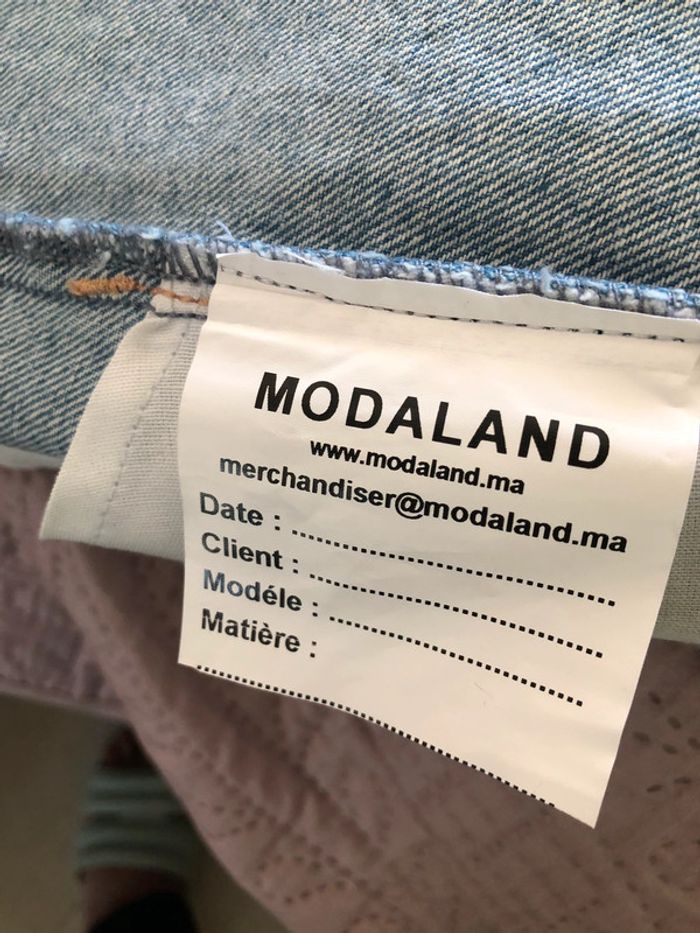 MODALAND
www.modaland.ma
merchandiser@modaland.ma
Date : ........................................
Client : ....................................
Modéle : ................................
Matière :
................................................